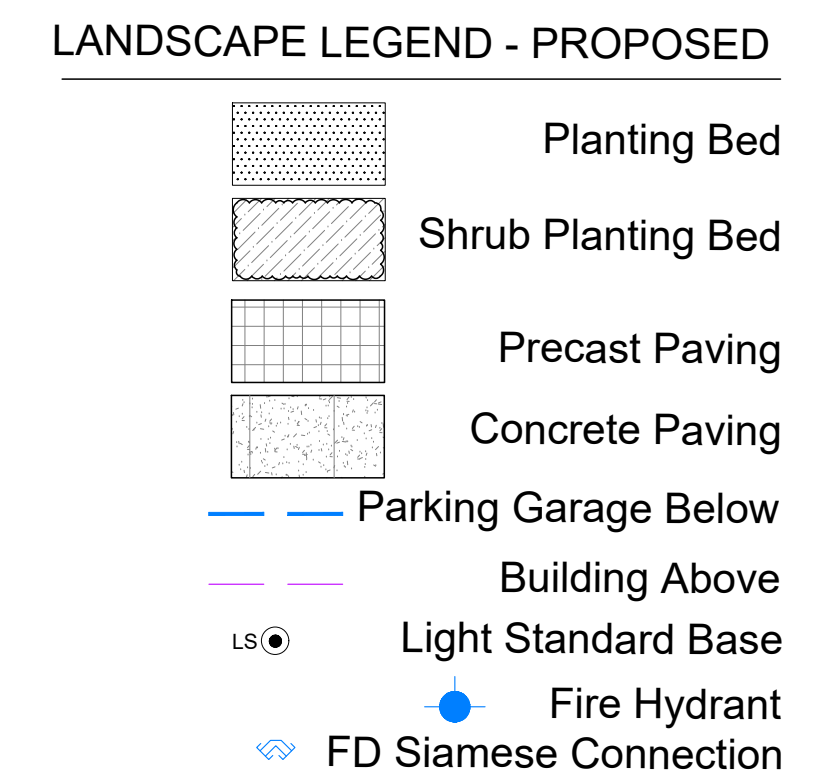 LANDSCAPE LEGEND - PROPOSED
Planting Bed
Shrub Planting Bed
Precast Paving
Concrete Paving
Parking Garage Below
Building Above
LS Light Standard Base
Fire Hydrant
FD Siamese Connection